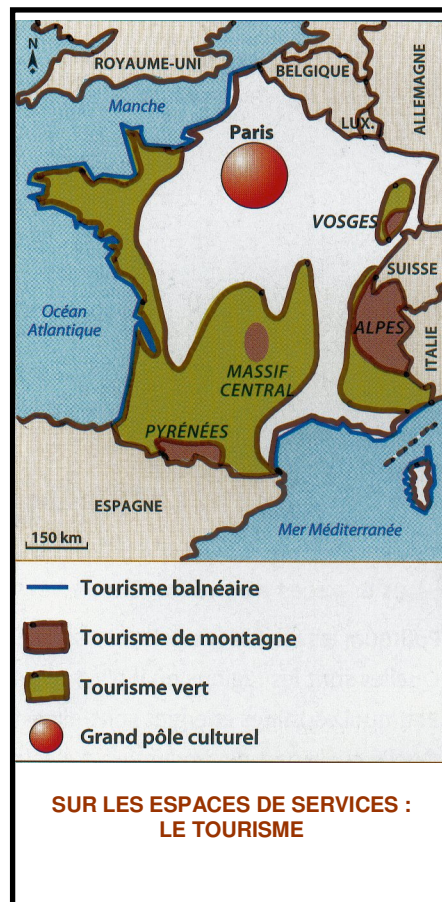 N
ROYAUME-UNI
BELGIQUE
ALLEMAGNE
Manche
LUX.
Paris
VOSGES
SUISSE
Océan
Atlantique
ALPES
ITALIE
MASSIF
CENTRAL
PYRÉNÉES
ESPAGNE
Mer Méditerranée
150 km
Tourisme balnéaire
Tourisme de montagne
Tourisme vert
Grand pôle culturel
SUR LES ESPACES DE SERVICES :
LE TOURISME